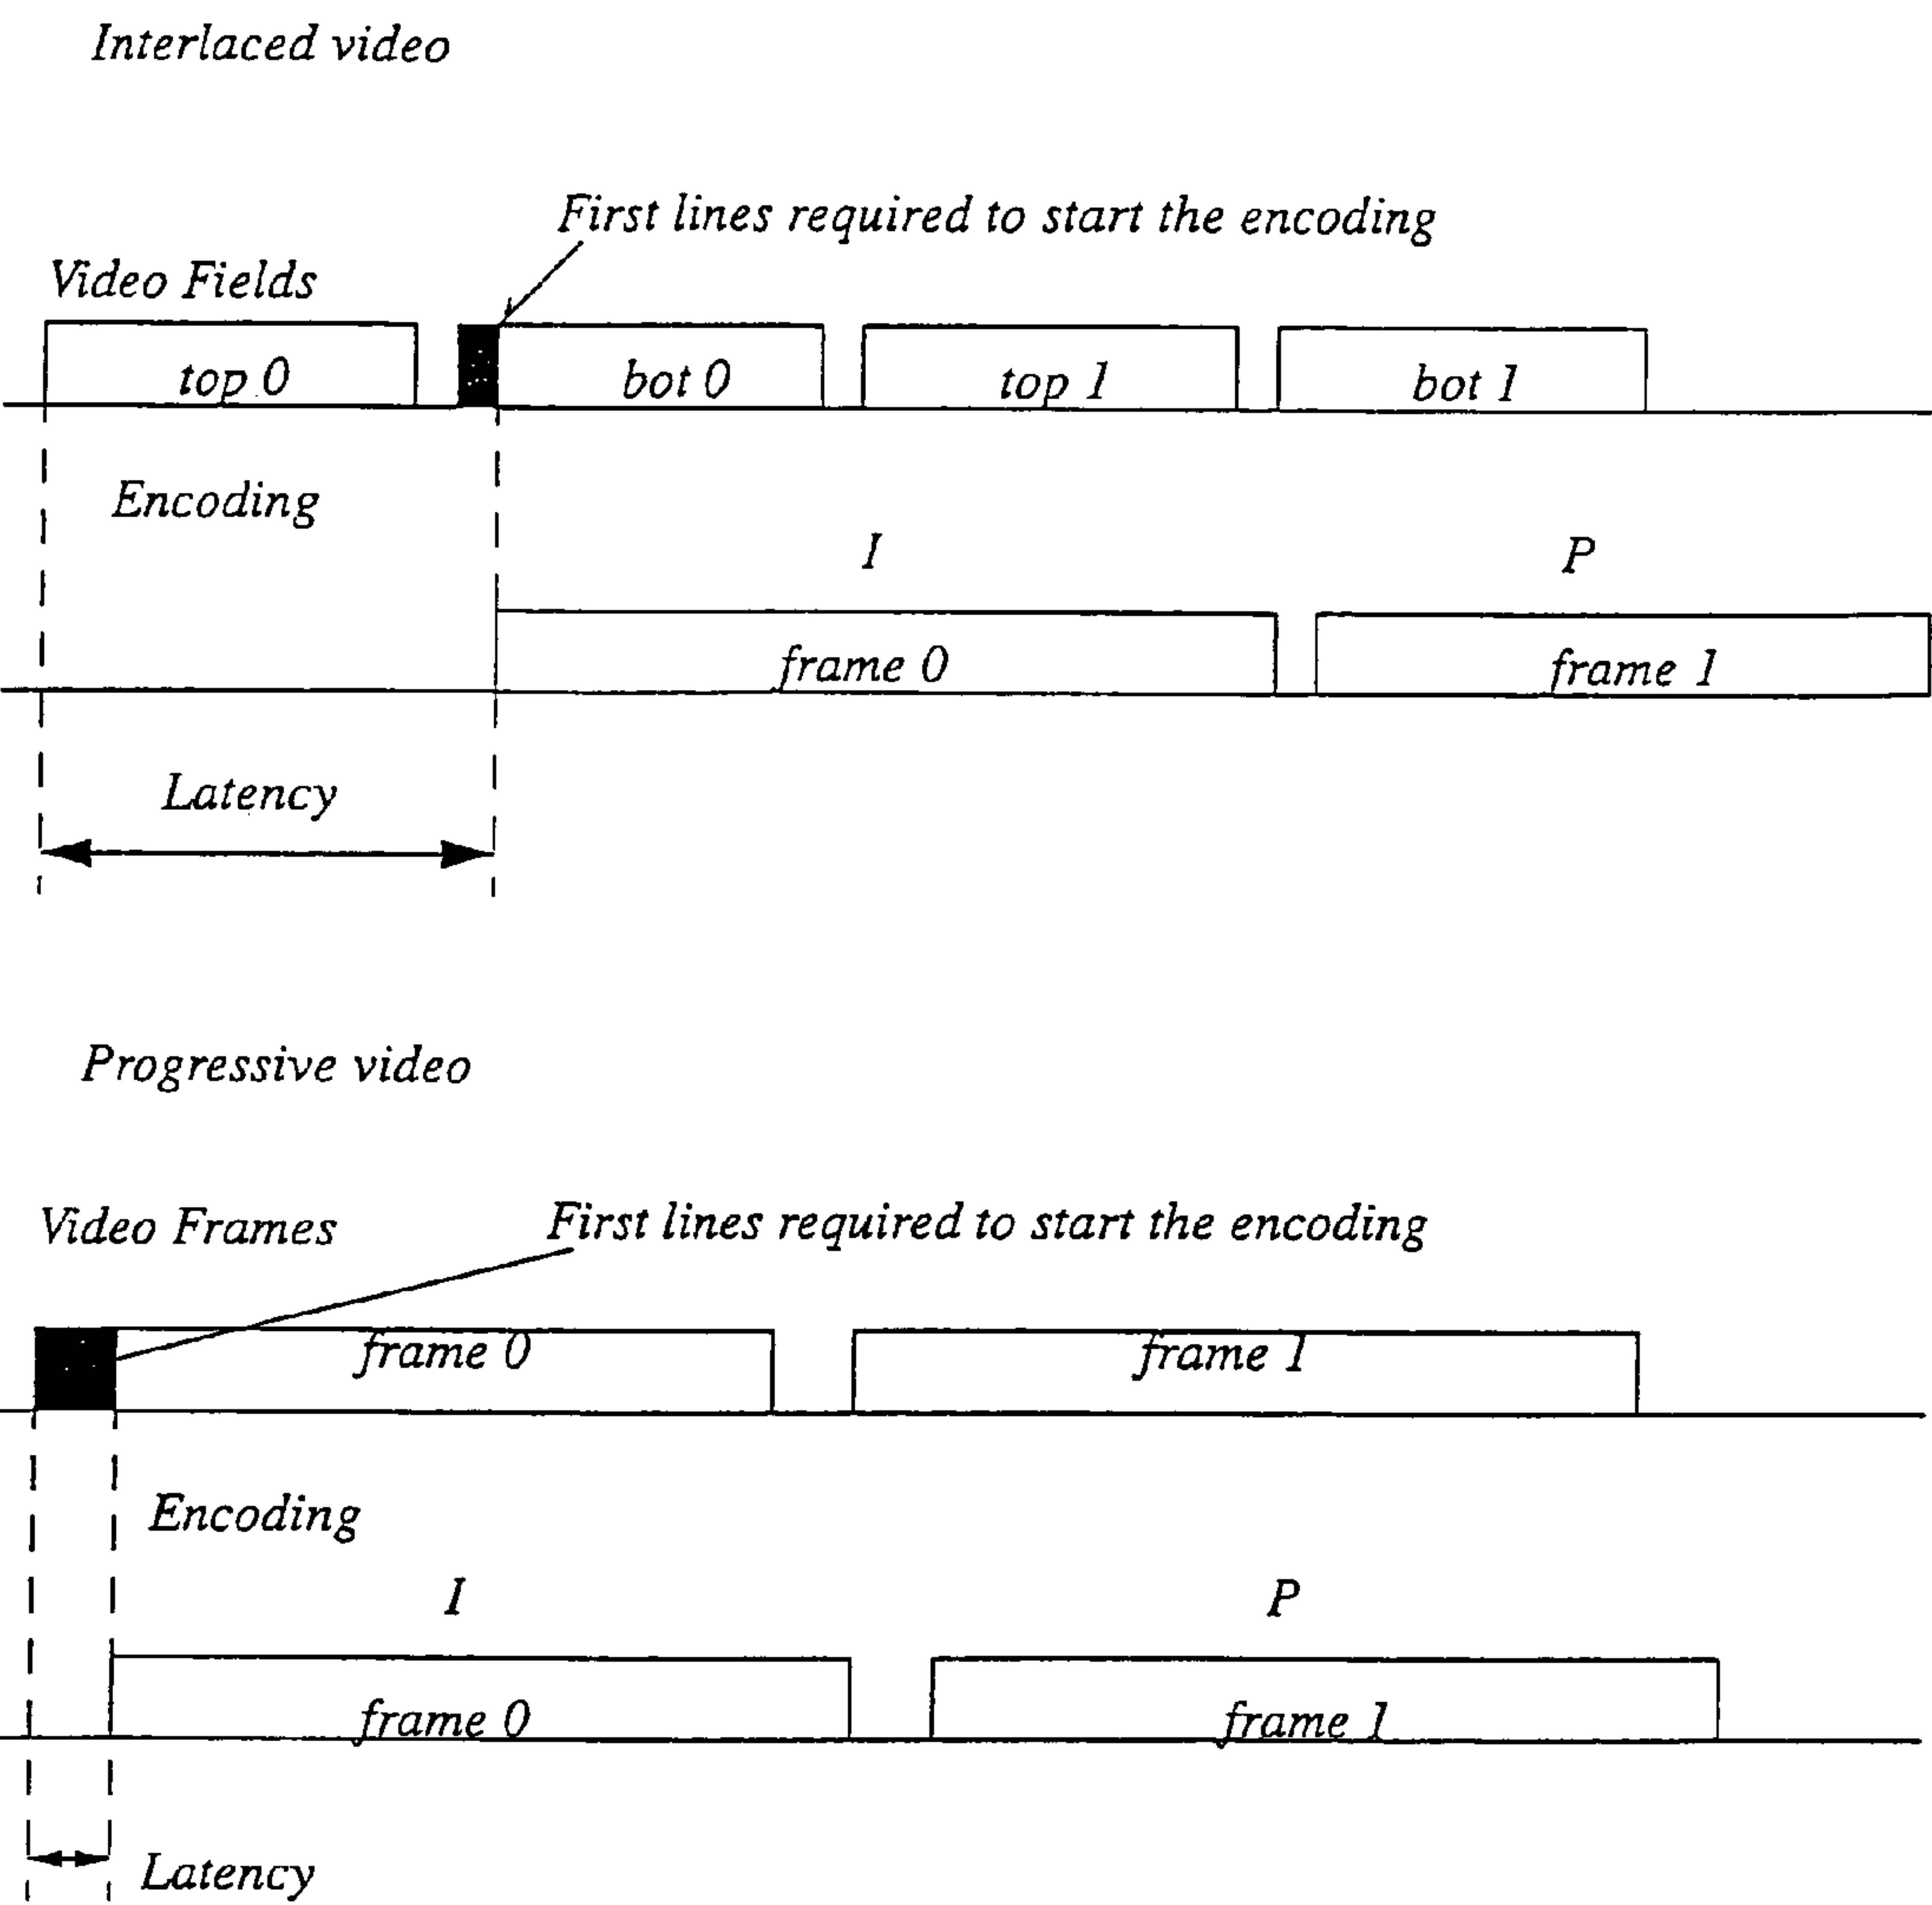 Interlaced video
First lines required to start the encoding
Video Fields
top 0
bot 0
top 1
bot 1
Encoding
I
P
frame 0
frame 1
Latency
Progressive video
Video Frames
First lines required to start the encoding
frame 0
frame 1
Encoding
I
P
frame 0
frame 1
Latency